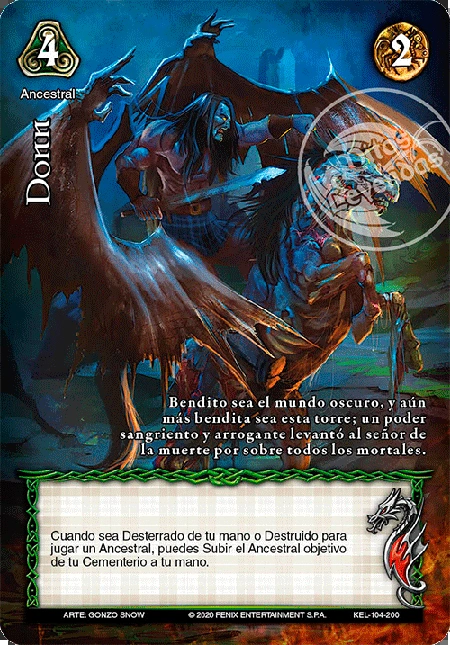 4
2
Ancestral
Donn
Mitos y
Leyendas
Bendito sea el mundo oscuro, y aún
más bendita sea esta torre; un poder
sangriento y arrogante levantó al señor de
la muerte por sobre todos los mortales.
Cuando sea Desterrado de tu mano o Destruido para
jugar un Ancestral, puedes Subir el Ancestral objetivo
de tu Cementerio a tu mano.
ARTE: GONZO SNOW
© 2020 FENIX ENTERTAINMENT S.P.A.
KEL-104-200